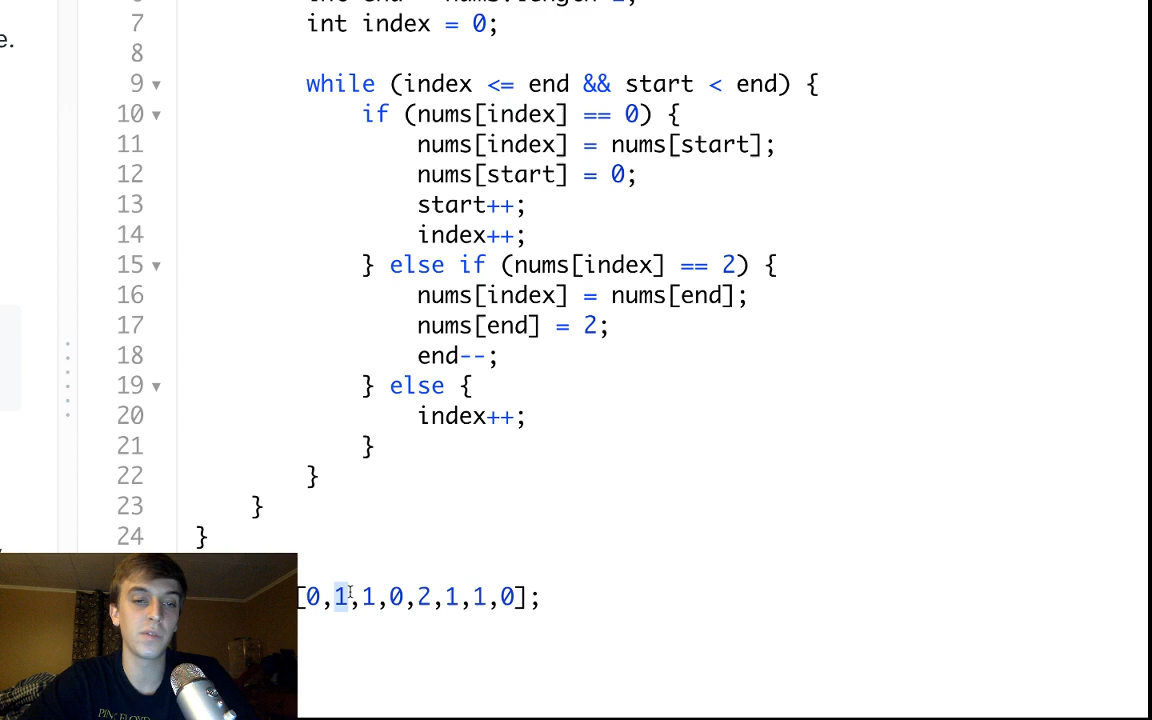 e.
7 int index = 0;
8
9 while (index <= end && start < end) {
10 if (nums[index] == 0) {
11 nums[index] = nums[start];
12 nums[start] = 0;
13 start++;
14 index++;
15 } else if (nums[index] == 2) {
16 nums[index] = nums[end];
17 nums[end] = 2;
18 end--;
19 } else {
20 index++;
21 }
22 }
23 }
24 }
[0,1,1,0,2,1,1,0];
PINK FLOYD